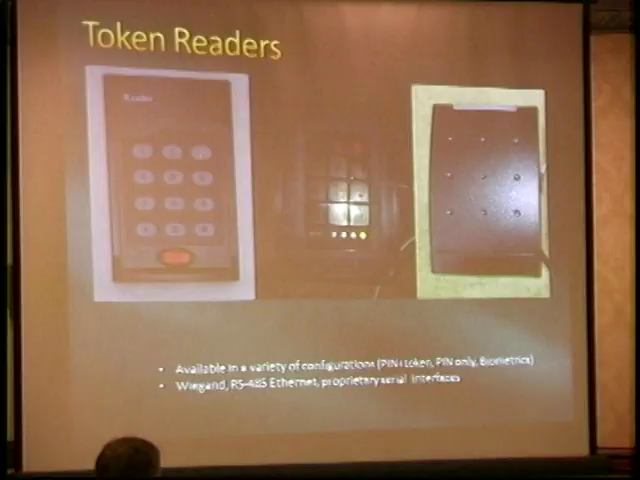 Token Readers
• Available in a variety of configurations (PIN+token, PIN only, Biometrics)
• Wiegand, RS-485 Ethernet, proprietary serial interfaces